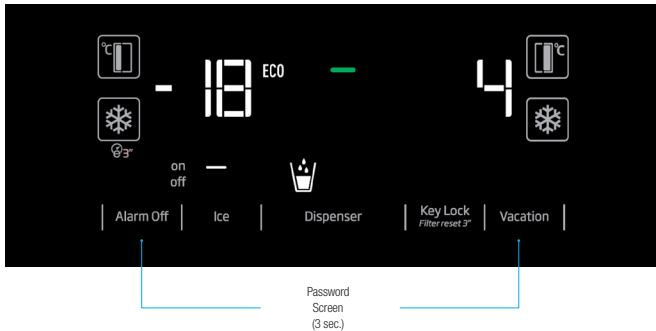 °C
°C
-18
ECO
4
3"
on
off
Alarm Off
Ice
Dispenser
Key Lock
Filter reset 3"
Vacation
Password
Screen
(3 sec.)